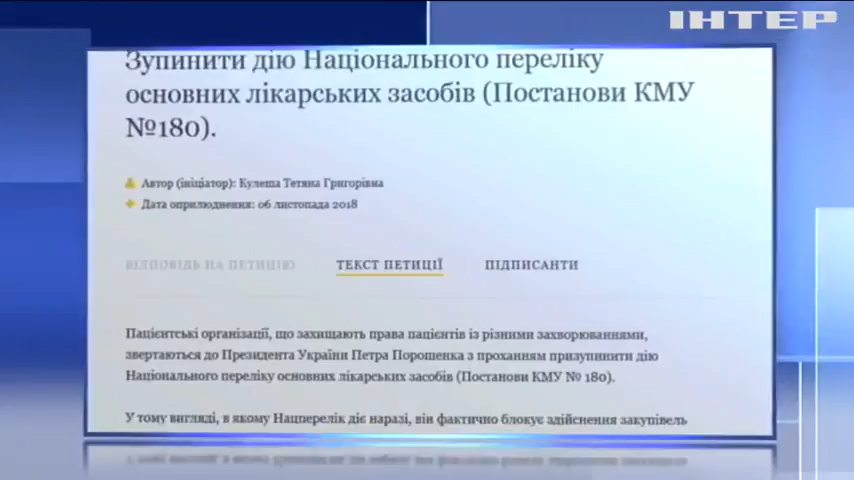 ІНТЕР
Зупинити дію Національного переліку
основних лікарських засобів (Постанови КМУ
№180).
Автор (ініціатор): Кулеша Тетяна Григорівна
Дата оприлюднення: 06 листопада 2018
ВІДПОВІДЬ НА ПЕТИЦІЮ ТЕКСТ ПЕТИЦІЇ ПІДПИСАНТИ
Пацієнтські організації, що захищають права пацієнтів із різними захворюваннями,
звертаються до Президента України Петра Порошенка з проханням призупинити дію
Національного переліку основних лікарських засобів (Постанови КМУ № 180).
У тому вигляді, в якому Нацперелік діє наразі, він фактично блокує здійснення закупівель